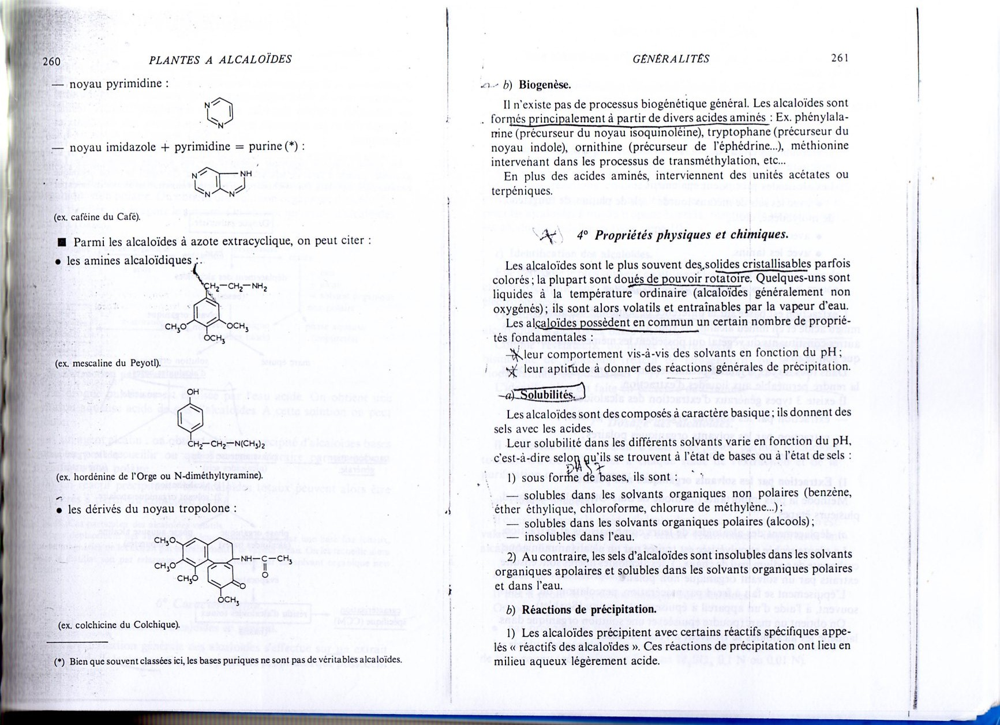 260
PLANTES A ALCALOÏDES
— noyau pyrimidine :
N
N
— noyau imidazole + pyrimidine = purine (*) :
N
NH
N
N
(ex. caféine du Café).
■ Parmi les alcaloïdes à azote extracyclique, on peut citer :
• les amines alcaloïdiques :
CH₂—CH₂—NH₂
CH₃O
OCH₃
OCH₃
(ex. mescaline du Peyotl).
OH
CH₂—CH₂—N(CH₃)₂
(ex. hordénine de l'Orge ou N-diméthyltyramine).
• les dérivés du noyau tropolone :
CH₃O
NH—C—CH₃
O
CH₃O
CH₃O
O
OCH₃
(ex. colchicine du Colchique).
(*) Bien que souvent classées ici, les bases puriques ne sont pas de véritables alcaloïdes.
GÉNÉRALITÉS
261
b) Biogenèse.
Il n'existe pas de processus biogénétique général. Les alcaloïdes sont
formés principalement à partir de divers acides aminés : Ex. phénylala-
nine (précurseur du noyau isoquinoléine), tryptophane (précurseur du
noyau indole), ornithine (précurseur de l'éphédrine...), méthionine
intervenant dans les processus de transméthylation, etc...
En plus des acides aminés, interviennent des unités acétates ou
terpéniques.
4° Propriétés physiques et chimiques.
Les alcaloïdes sont le plus souvent des solides cristallisables parfois
colorés ; la plupart sont doués de pouvoir rotatoire. Quelques-uns sont
liquides à la température ordinaire (alcaloïdes généralement non
oxygénés) ; ils sont alors volatils et entraînables par la vapeur d'eau.
Les alcaloïdes possèdent en commun un certain nombre de proprié-
tés fondamentales :
leur comportement vis-à-vis des solvants en fonction du pH ;
leur aptitude à donner des réactions générales de précipitation.
a) Solubilités.
Les alcaloïdes sont des composés à caractère basique ; ils donnent des
sels avec les acides.
Leur solubilité dans les différents solvants varie en fonction du pH,
c'est-à-dire selon qu'ils se trouvent à l'état de bases ou à l'état de sels :
1) sous forme de bases, ils sont :
— solubles dans les solvants organiques non polaires (benzène,
éther éthylique, chloroforme, chlorure de méthylène...) ;
— solubles dans les solvants organiques polaires (alcools) ;
— insolubles dans l'eau.
2) Au contraire, les sels d'alcaloïdes sont insolubles dans les solvants
organiques apolaires et solubles dans les solvants organiques polaires
et dans l'eau.
b) Réactions de précipitation.
1) Les alcaloïdes précipitent avec certains réactifs spécifiques appe-
lés « réactifs des alcaloïdes ». Ces réactions de précipitation ont lieu en
milieu aqueux légèrement acide.